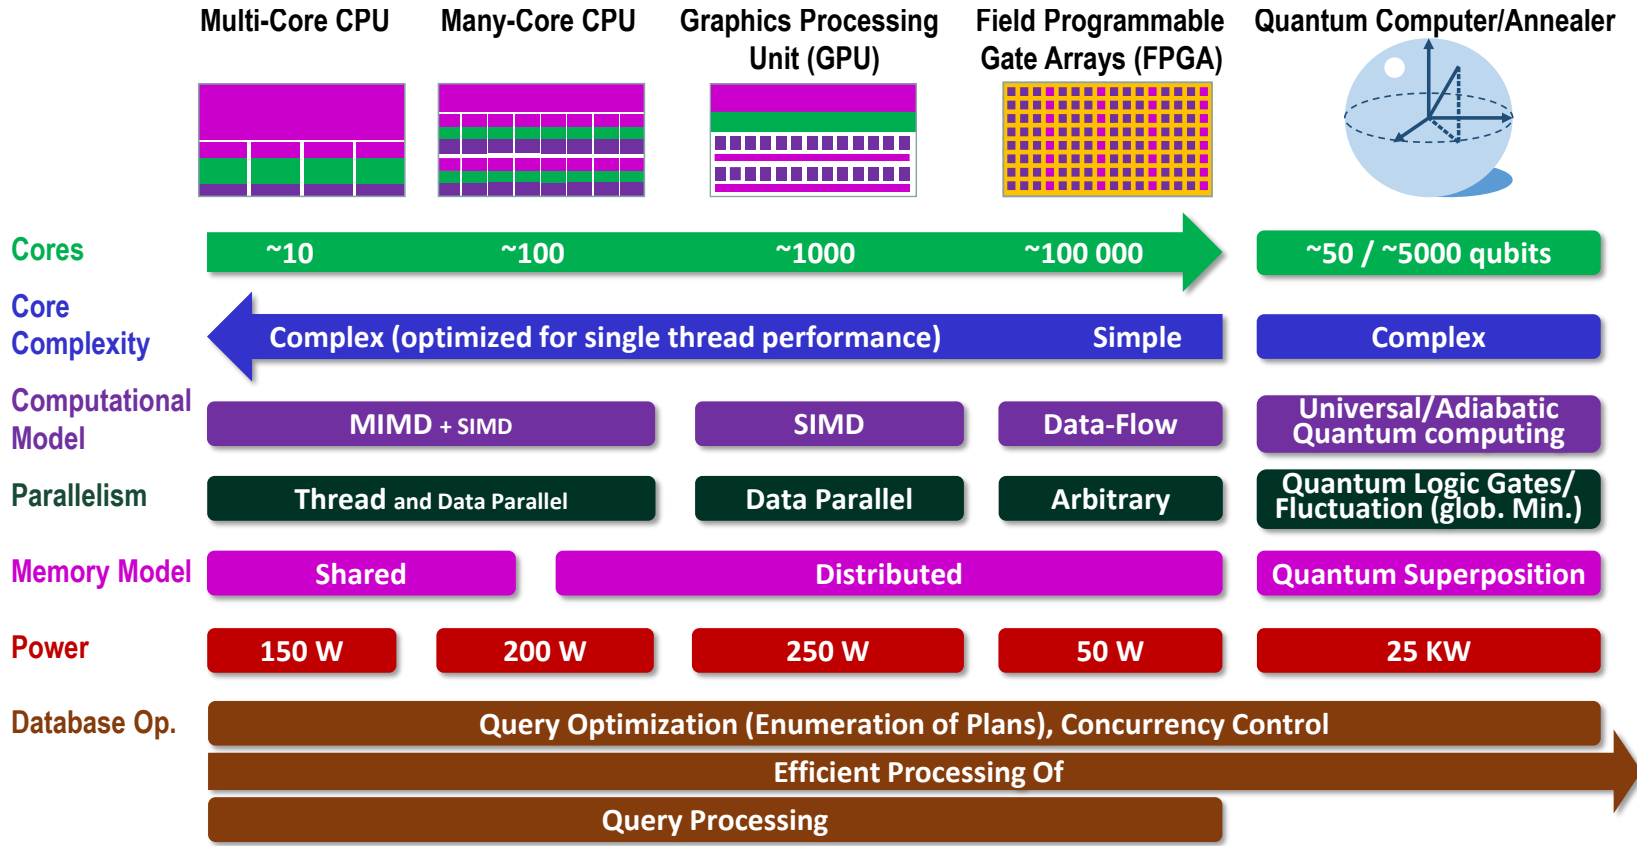 Multi-Core CPU
Many-Core CPU
Graphics Processing
Unit (GPU)
Field Programmable
Gate Arrays (FPGA)
Quantum Computer/Annealer
Cores
~10
~100
~1000
~100 000
~50 / ~5000 qubits
Core
Complexity
Complex (optimized for single thread performance)
Simple
Complex
Computational
Model
MIMD + SIMD
SIMD
Data-Flow
Universal/Adiabatic
Quantum computing
Parallelism
Thread and Data Parallel
Data Parallel
Arbitrary
Quantum Logic Gates/
Fluctuation (glob. Min.)
Memory Model
Shared
Distributed
Quantum Superposition
Power
150 W
200 W
250 W
50 W
25 KW
Database Op.
Query Optimization (Enumeration of Plans), Concurrency Control
Efficient Processing Of
Query Processing